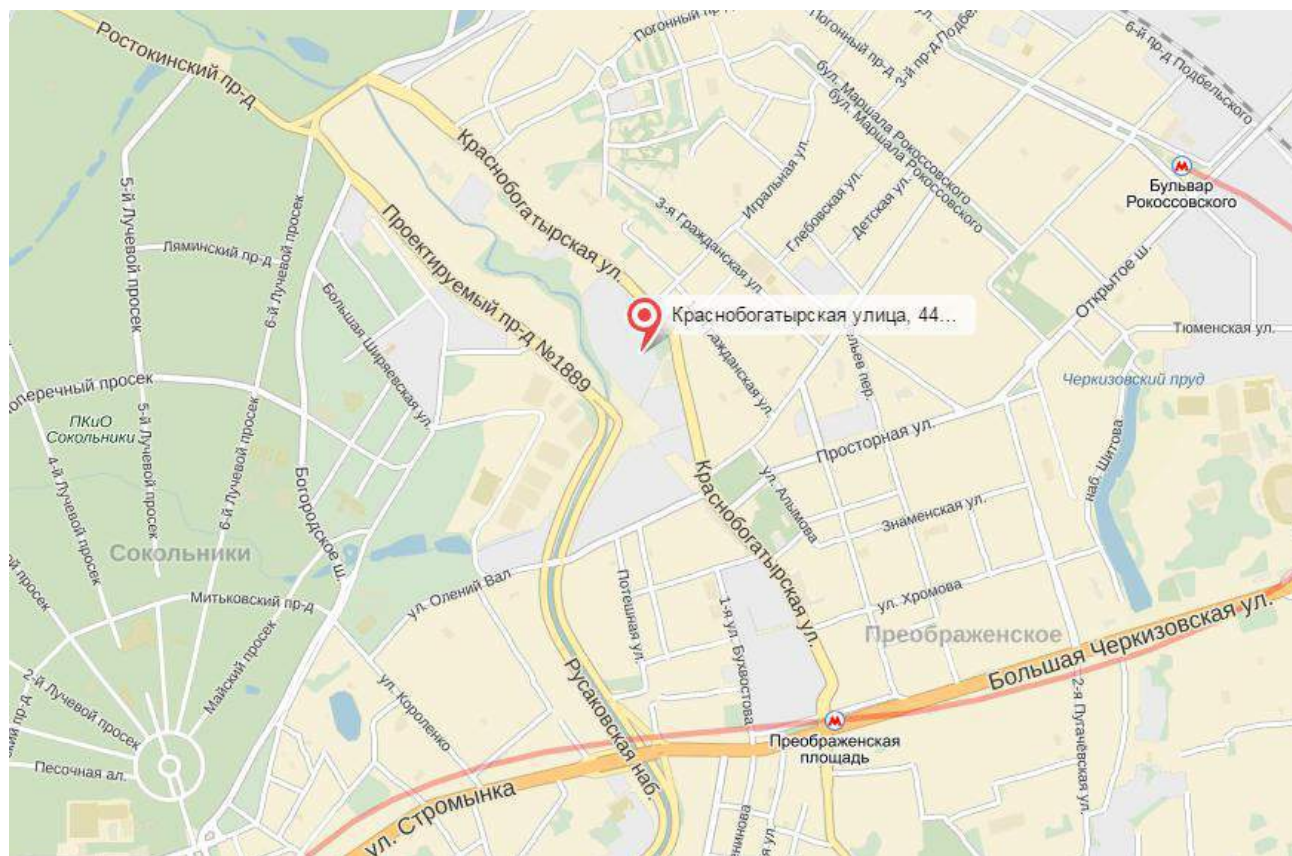 Ростокинский пр-д
Погонный пр-д
Погонный пр-д
3-й пр-д Подбельского
6-й пр-д Подбельского
бул. Маршала Рокоссовского
бул. Маршала Рокоссовского
Краснобогатырская ул.
Бульвар
Рокоссовского
5-й Лучевой просек
6-й Лучевой просек
Ляминский пр-д
Проектируемый пр-д №1889
3-я Гражданская ул.
Игральная ул.
Глебовская ул.
Детская ул.
Открытое ш.
Большая Ширяевская ул.
Краснобогатырская улица, 44...
Тюменская ул.
Черкизовский пруд
ПКиО
Сокольники
4-й Лучевой просек
5-й Лучевой просек
6-й Лучевой просек
Богородское ш.
Просторная ул.
наб. Шитова
Краснобогатырская ул.
ул. Алымова
Знаменская ул.
Сокольники
Митьковский пр-д
ул. Олений Вал
Потешная ул.
1-я ул. Бухвостова
ул. Хромова
Преображенское
Большая Черкизовская ул.
Майский просек
2-й Лучевой просек
ул. Короленко
Русаковская наб.
2-я Пугачёвская ул.
Преображенская
площадь
Песочная ал.
ул. Стромынка